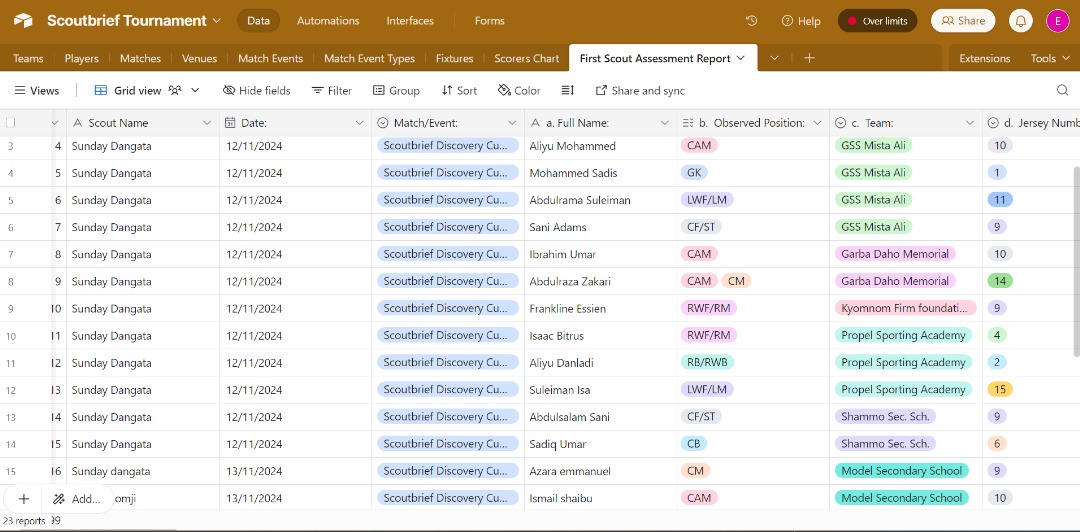 Scoutbrief Tournament Data Automations Interfaces Forms Help Over limits Share E
Teams Players Matches Venues Match Events Match Event Types Fixtures Scorers Chart First Scout Assessment Report Extensions Tools
Views Grid view Hide fields Filter Group Sort Color Share and sync
Scout Name Date: Match/Event: a. Full Name: b. Observed Position: c. Team: d. Jersey Numb
3 4 Sunday Dangata 12/11/2024 Scoutbrief Discovery Cu... Aliyu Mohammed CAM GSS Mista Ali 10
4 5 Sunday Dangata 12/11/2024 Scoutbrief Discovery Cu... Mohammed Sadis GK GSS Mista Ali 1
5 6 Sunday Dangata 12/11/2024 Scoutbrief Discovery Cu... Abdulrama Suleiman LWF/LM GSS Mista Ali 11
6 7 Sunday Dangata 12/11/2024 Scoutbrief Discovery Cu... Sani Adams CF/ST GSS Mista Ali 9
7 8 Sunday Dangata 12/11/2024 Scoutbrief Discovery Cu... Ibrahim Umar CAM Garba Daho Memorial 10
8 9 Sunday Dangata 12/11/2024 Scoutbrief Discovery Cu... Abdulraza Zakari CAM CM Garba Daho Memorial 14
9 10 Sunday Dangata 12/11/2024 Scoutbrief Discovery Cu... Frankline Essien RWF/RM Kyomnom Firm foundati... 9
10 11 Sunday Dangata 12/11/2024 Scoutbrief Discovery Cu... Isaac Bitrus RWF/RM Propel Sporting Academy 4
11 12 Sunday Dangata 12/11/2024 Scoutbrief Discovery Cu... Aliyu Danladi RB/RWB Propel Sporting Academy 2
12 13 Sunday Dangata 12/11/2024 Scoutbrief Discovery Cu... Suleiman Isa LWF/LM Propel Sporting Academy 15
13 14 Sunday Dangata 12/11/2024 Scoutbrief Discovery Cu... Abdulsalam Sani CF/ST Shammo Sec. Sch. 9
14 15 Sunday Dangata 12/11/2024 Scoutbrief Discovery Cu... Sadiq Umar CB Shammo Sec. Sch. 6
15 16 Sunday dangata 13/11/2024 Scoutbrief Discovery Cu... Azara emmanuel CM Model Secondary School 9
Add... omji 13/11/2024 Scoutbrief Discovery Cu... Ismail shaibu CAM Model Secondary School 10
23 reports 99